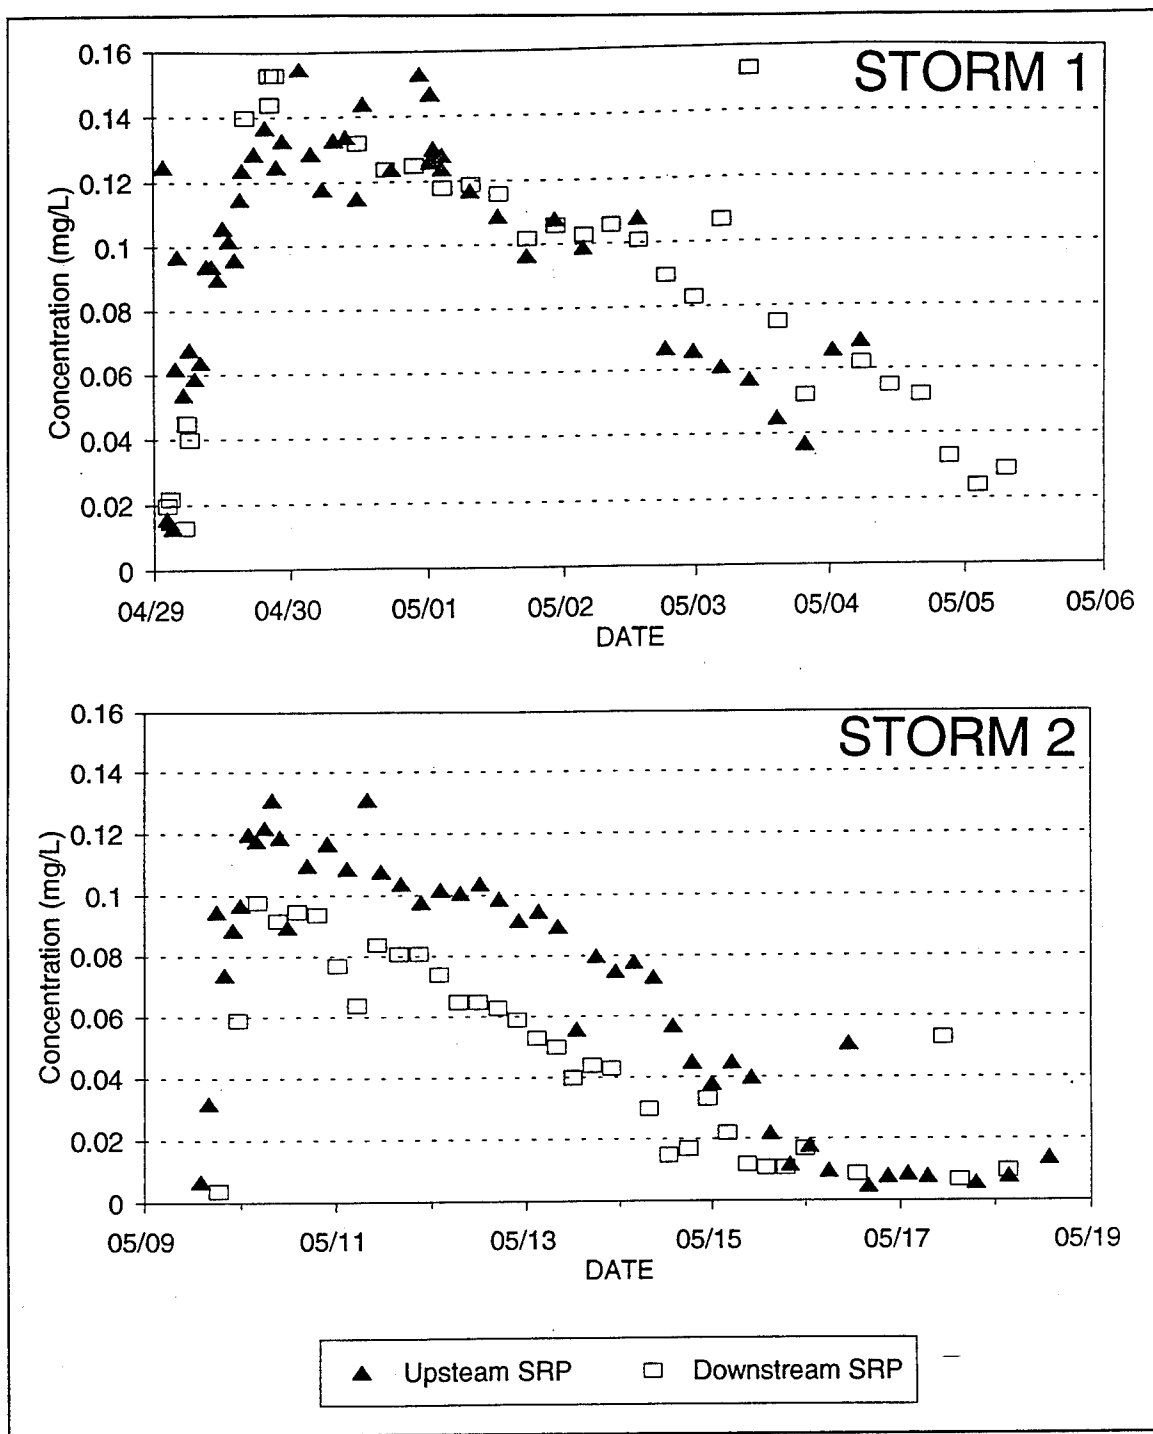 STORM 1
0.16
0.14
0.12
0.1
0.08
0.06
0.04
0.02
0
Concentration (mg/L)
04/29 04/30 05/01 05/02 05/03 05/04 05/05 05/06
DATE
STORM 2
0.16
0.14
0.12
0.1
0.08
0.06
0.04
0.02
0
Concentration (mg/L)
05/09 05/11 05/13 05/15 05/17 05/19
DATE
Upsteam SRP Downstream SRP